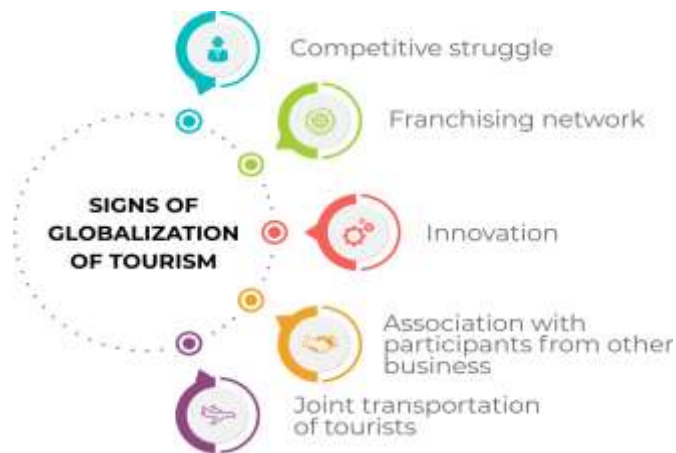 Competitive struggle
Franchising network
SIGNS OF
GLOBALIZATION
OF TOURISM
Innovation
Association with
participants from other
business
Joint transportation
of tourists